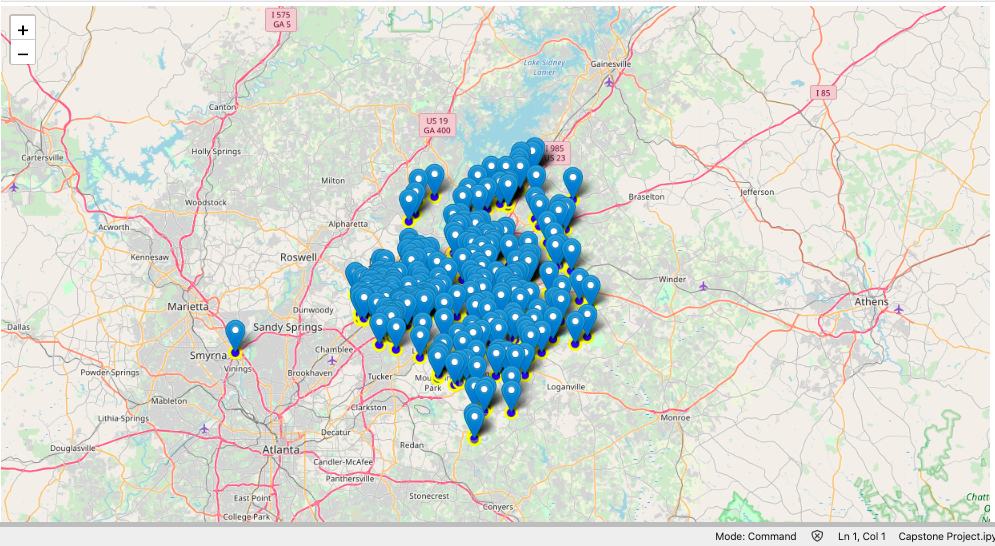 +
−
I 575
GA 5
Gainesville
Lake Sidney
Lanier
I 85
Canton
US 19
GA 400
Holly Springs
Cartersville
I 985
US 23
Milton
Jefferson
Braselton
Woodstock
Alpharetta
Acworth
Kennesaw
Roswell
Winder
Athens
Marietta
Dunwoody
Dallas
Sandy Springs
Chamblee
Smyrna
Vinings
Brookhaven
Powder Springs
Tucker
Park
Loganville
Mableton
Clarkston
Lithia Springs
Monroe
Decatur
Douglasville
Atlanta
Redan
Candler-McAfee
Panthersville
East Point
Stonecrest
Conyers
College Park
Mode: Command
Ln 1, Col 1
Capstone Project.ipy